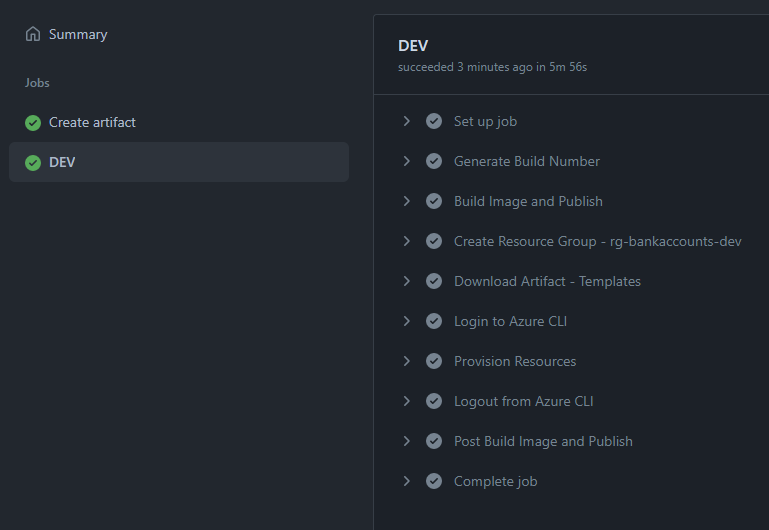 Summary
Jobs
Create artifact
DEV
DEV
succeeded 3 minutes ago in 5m 56s
Set up job
Generate Build Number
Build Image and Publish
Create Resource Group - rg-bankaccounts-dev
Download Artifact - Templates
Login to Azure CLI
Provision Resources
Logout from Azure CLI
Post Build Image and Publish
Complete job